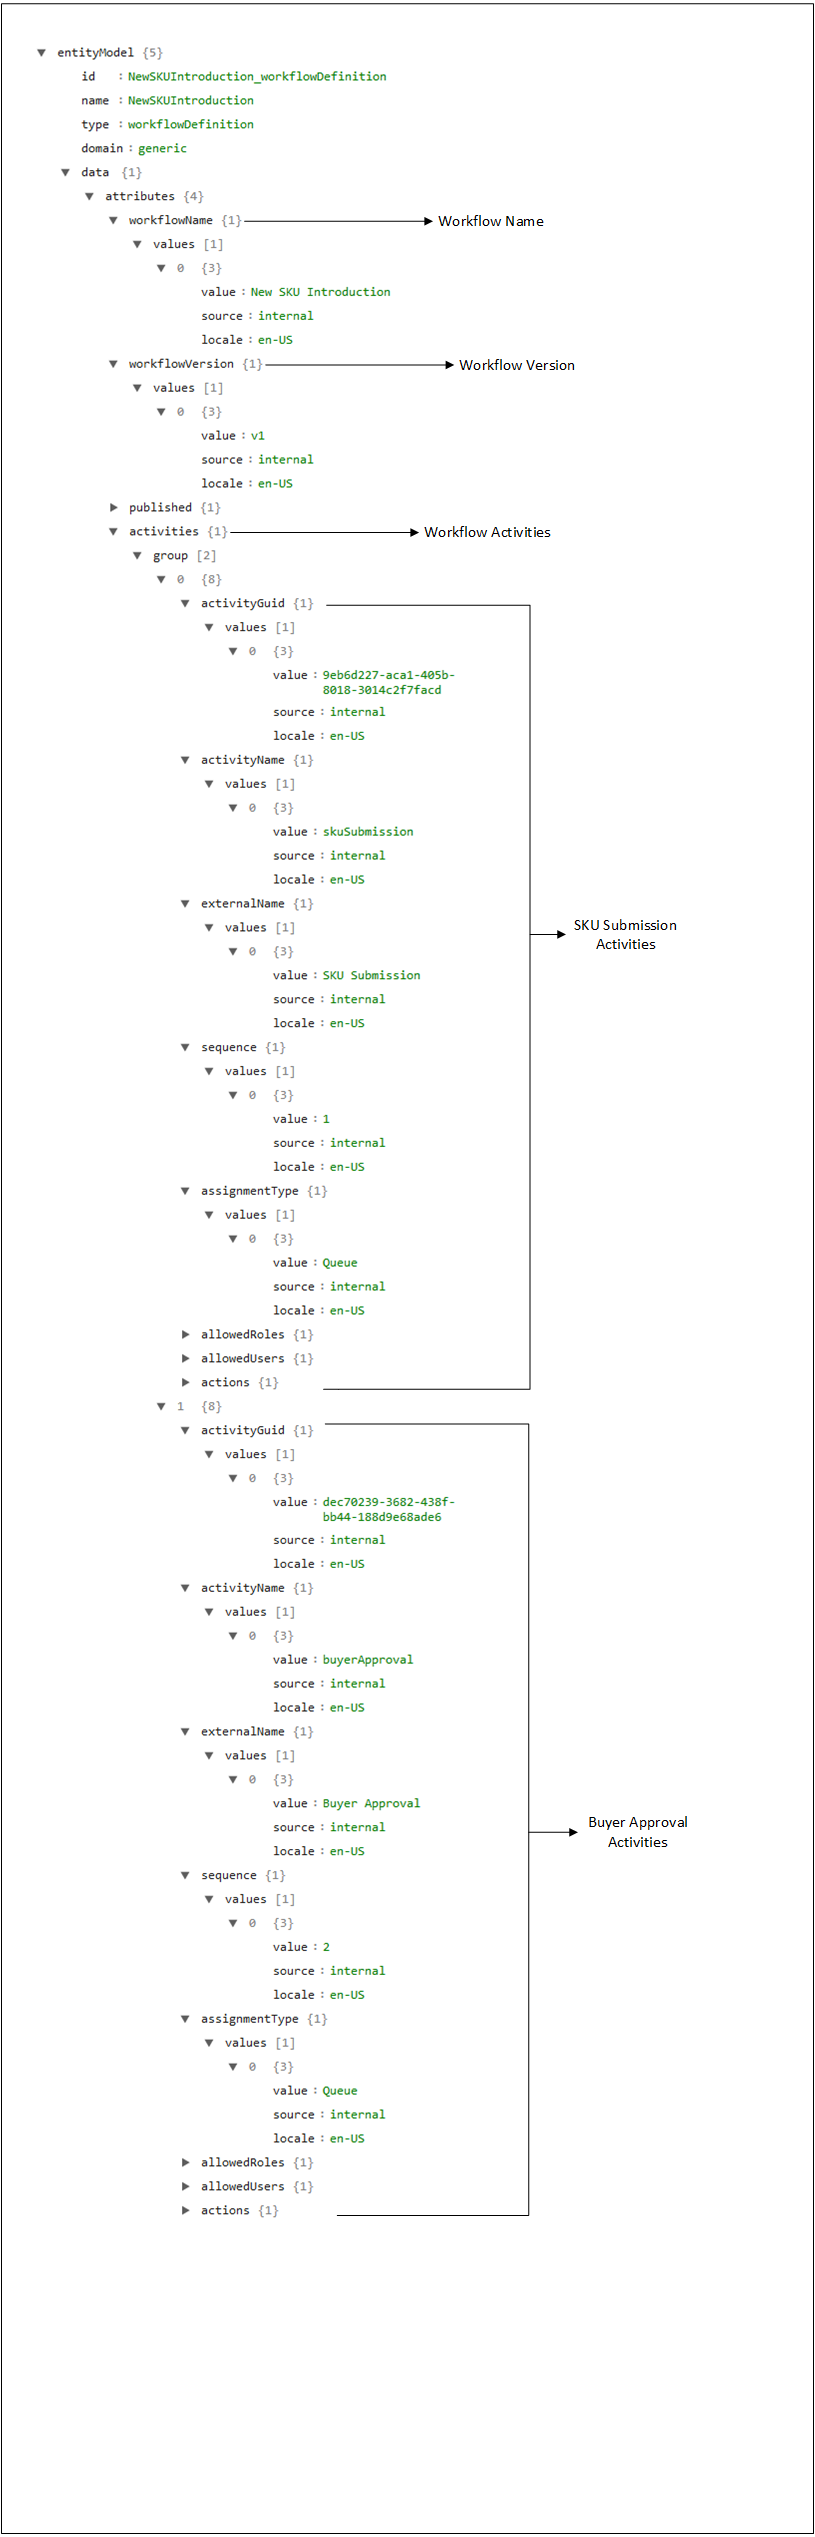 entityModel {5}
id : NewSKUIntroduction_workflowDefinition
name : NewSKUIntroduction
type : workflowDefinition
domain : generic
data {1}
attributes {4}
workflowName {1} Workflow Name
values [1]
0 {3}
value : New SKU Introduction
source : internal
locale : en-US
workflowVersion {1} Workflow Version
values [1]
0 {3}
value : v1
source : internal
locale : en-US
published {1}
activities {1} Workflow Activities
group [2]
0 {8}
activityGuid {1}
values [1]
0 {3}
value : 9eb6d227-aca1-405b-
8018-3014c2f7facd
source : internal
locale : en-US
activityName {1}
values [1]
0 {3}
value : skuSubmission
source : internal
locale : en-US
externalName {1}
values [1]
SKU Submission
Activities
0 {3}
value : SKU Submission
source : internal
locale : en-US
sequence {1}
values [1]
0 {3}
value : 1
source : internal
locale : en-US
assignmentType {1}
values [1]
0 {3}
value : Queue
source : internal
locale : en-US
allowedRoles {1}
allowedUsers {1}
actions {1}
1 {8}
activityGuid {1}
values [1]
0 {3}
value : dec70239-3682-438f-
bb44-188d9e68ade6
source : internal
locale : en-US
activityName {1}
values [1]
0 {3}
value : buyerApproval
source : internal
locale : en-US
externalName {1}
values [1]
0 {3}
value : Buyer Approval
source : internal
locale : en-US
Buyer Approval
Activities
sequence {1}
values [1]
0 {3}
value : 2
source : internal
locale : en-US
assignmentType {1}
values [1]
0 {3}
value : Queue
source : internal
locale : en-US
allowedRoles {1}
allowedUsers {1}
actions {1}